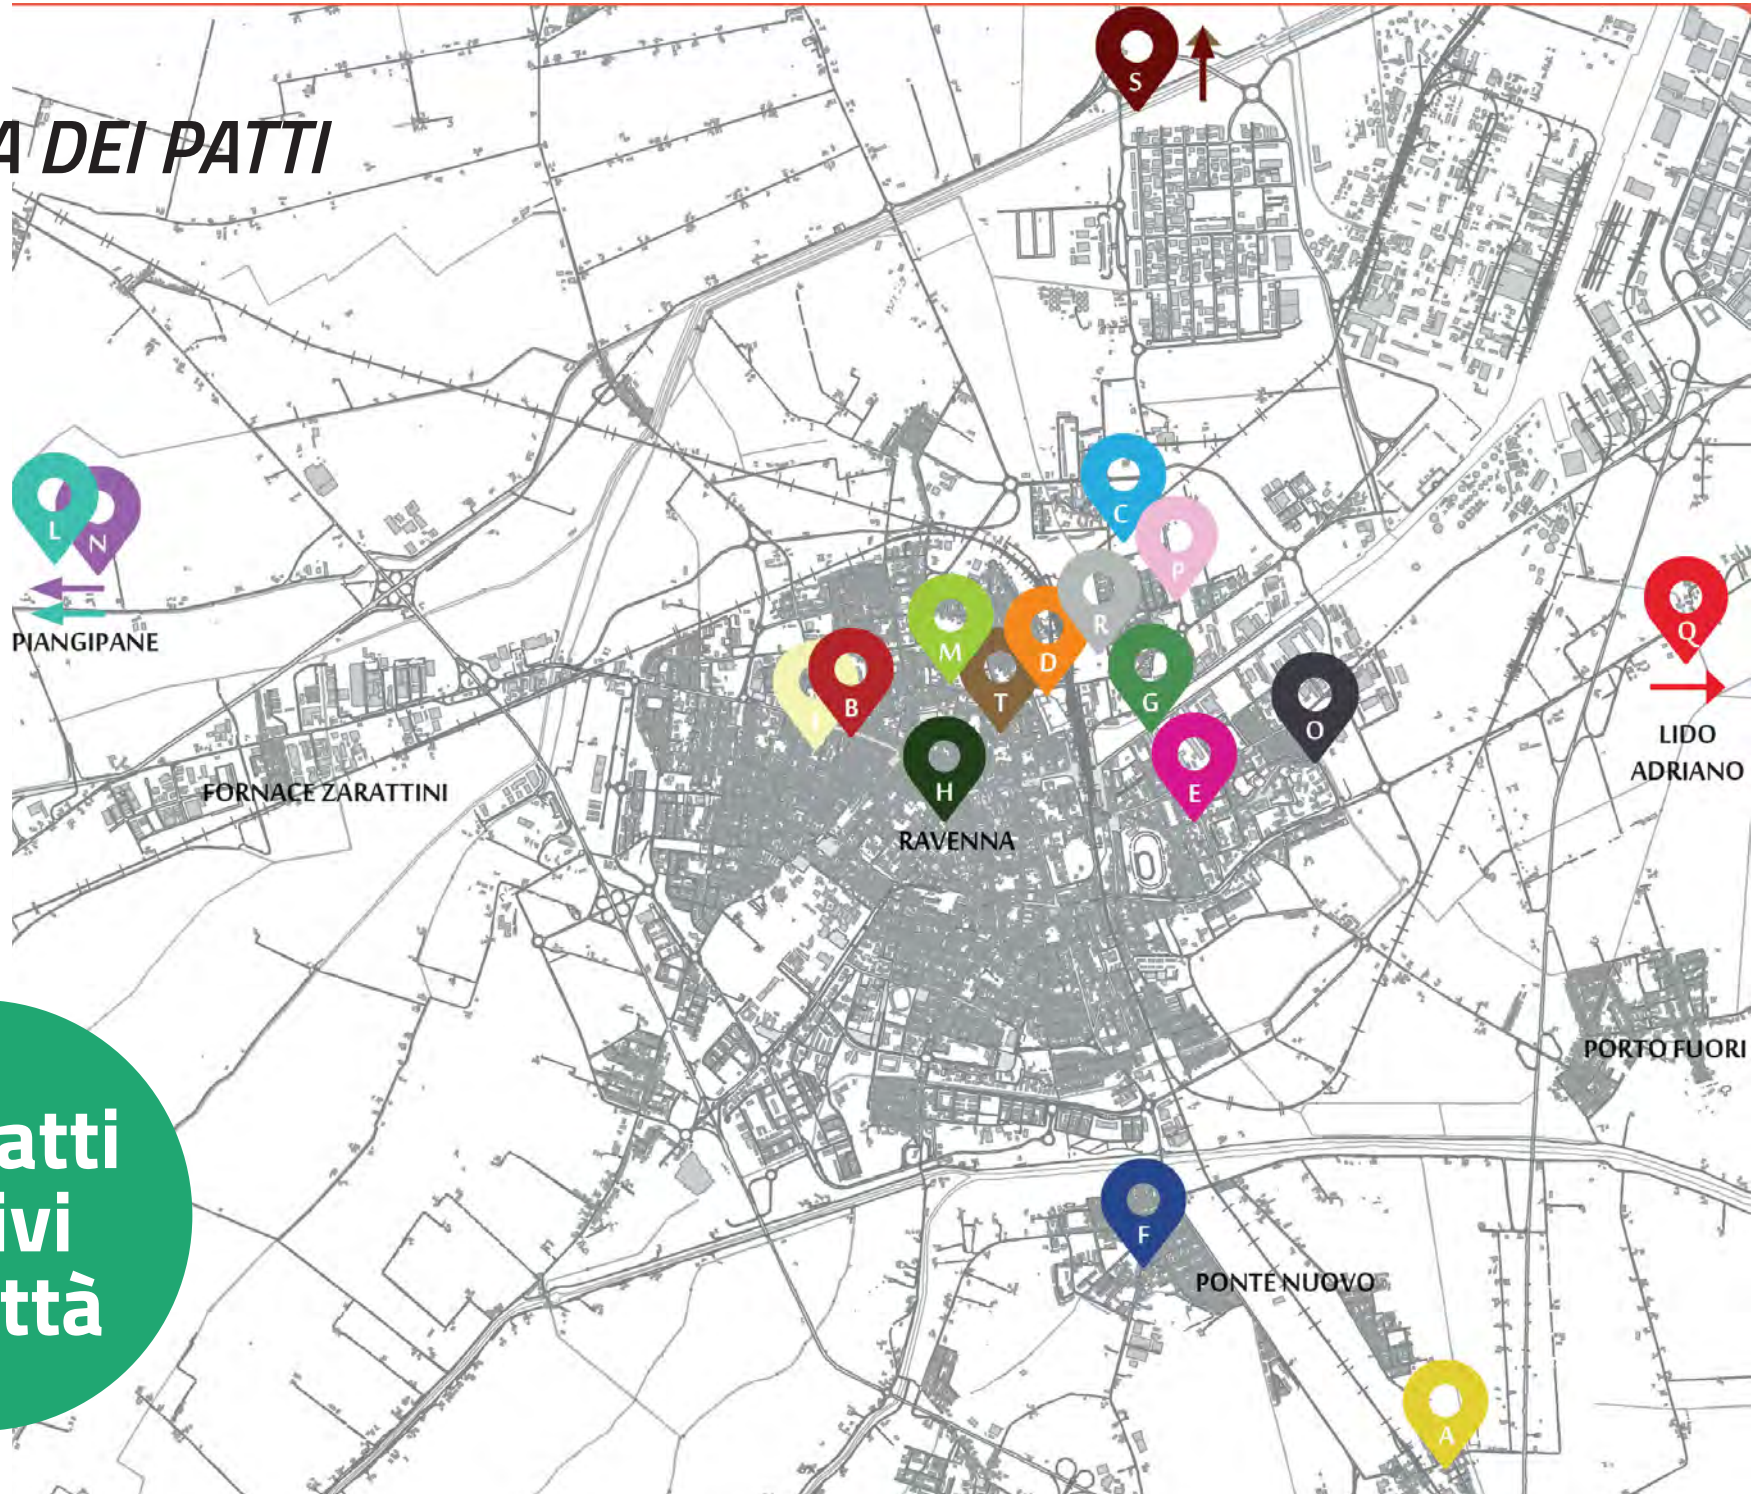 A DEI PATTI
S
C
P
L
N
R
M
D
Q
T
G
B
O
H
E
PIANGIPANE
LIDO
ADRIANO
FORNACE ZARATTINI
RAVENNA
PORTO FUORI
atti
ivi
ttà
F
PONTE NUOVO
A